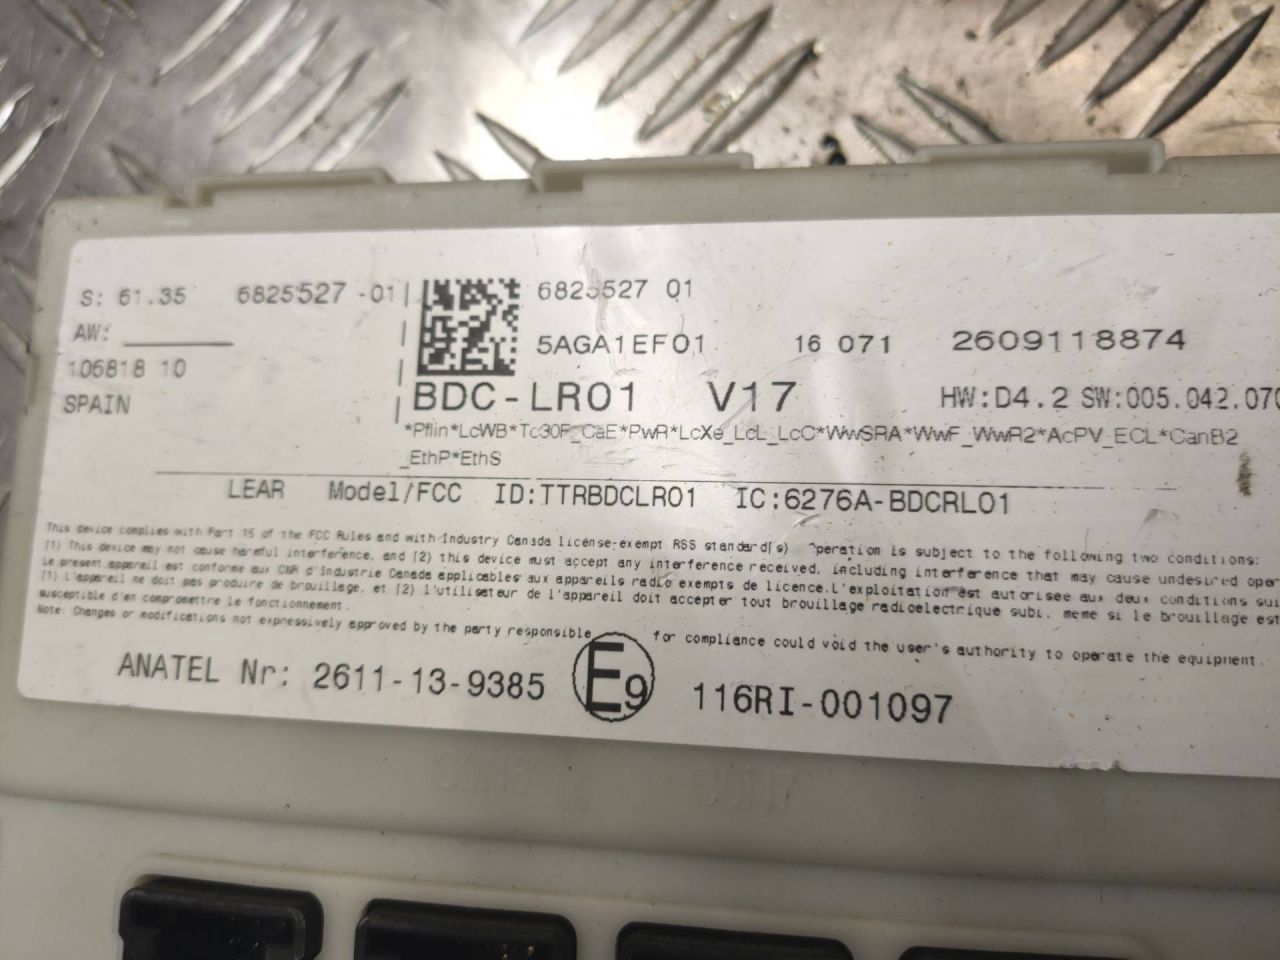 S: 61.35 6825527 -01 6825527 01
AW:
5AGA1EF01 16 071 2609118874
106818 10
SPAIN
BDC-LR01 V17 HW:D4.2 SW:005.042.070
*Pflin*LcWB*Tc30F_CaE*PwR*LcXe_LcL_LcC*WwSRA*WwF_WwR2*AcPV_ECL*CanB2
_EthP*EthS
LEAR Model/FCC ID:TTRBDCLR01 IC:6276A-BDCRL01
This device complies with Part 15 of the FCC Rules and with Industry Canada license-exempt RSS standard(s) Operation is subject to the following two conditions:
(1) This device may not cause harmful interference, and (2) this device must accept any interference received, including interference that may cause undesired oper
Le present appareil est conforme aux CNR d'Industrie Canada applicables aux appareils radio exempts de licence.L'exploitation est autorisee aux deux conditions sui
(1) L'appareil ne doit pas produire de brouillage, et (2) l'utilisateur de l'appareil doit accepter tout brouillage radioelectrique subi, meme si le brouillage est
susceptible d'en compromettre le fonctionnement.
Note: Changes or modifications not expressively approved by the party responsible for compliance could void the user's authority to operate the equipment.
ANATEL Nr: 2611-13-9385 E9 116RI-001097